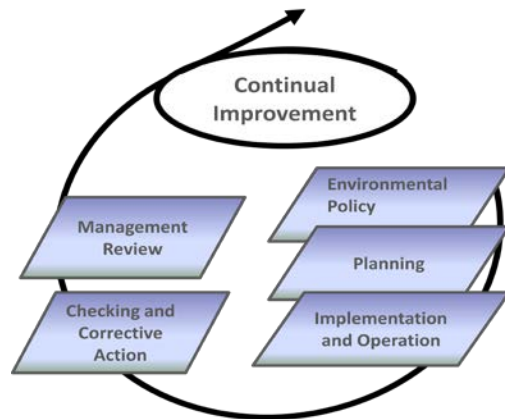 Continual
Improvement
Environmental
Policy
Planning
Implementation
and Operation
Checking and
Corrective
Action
Management
Review